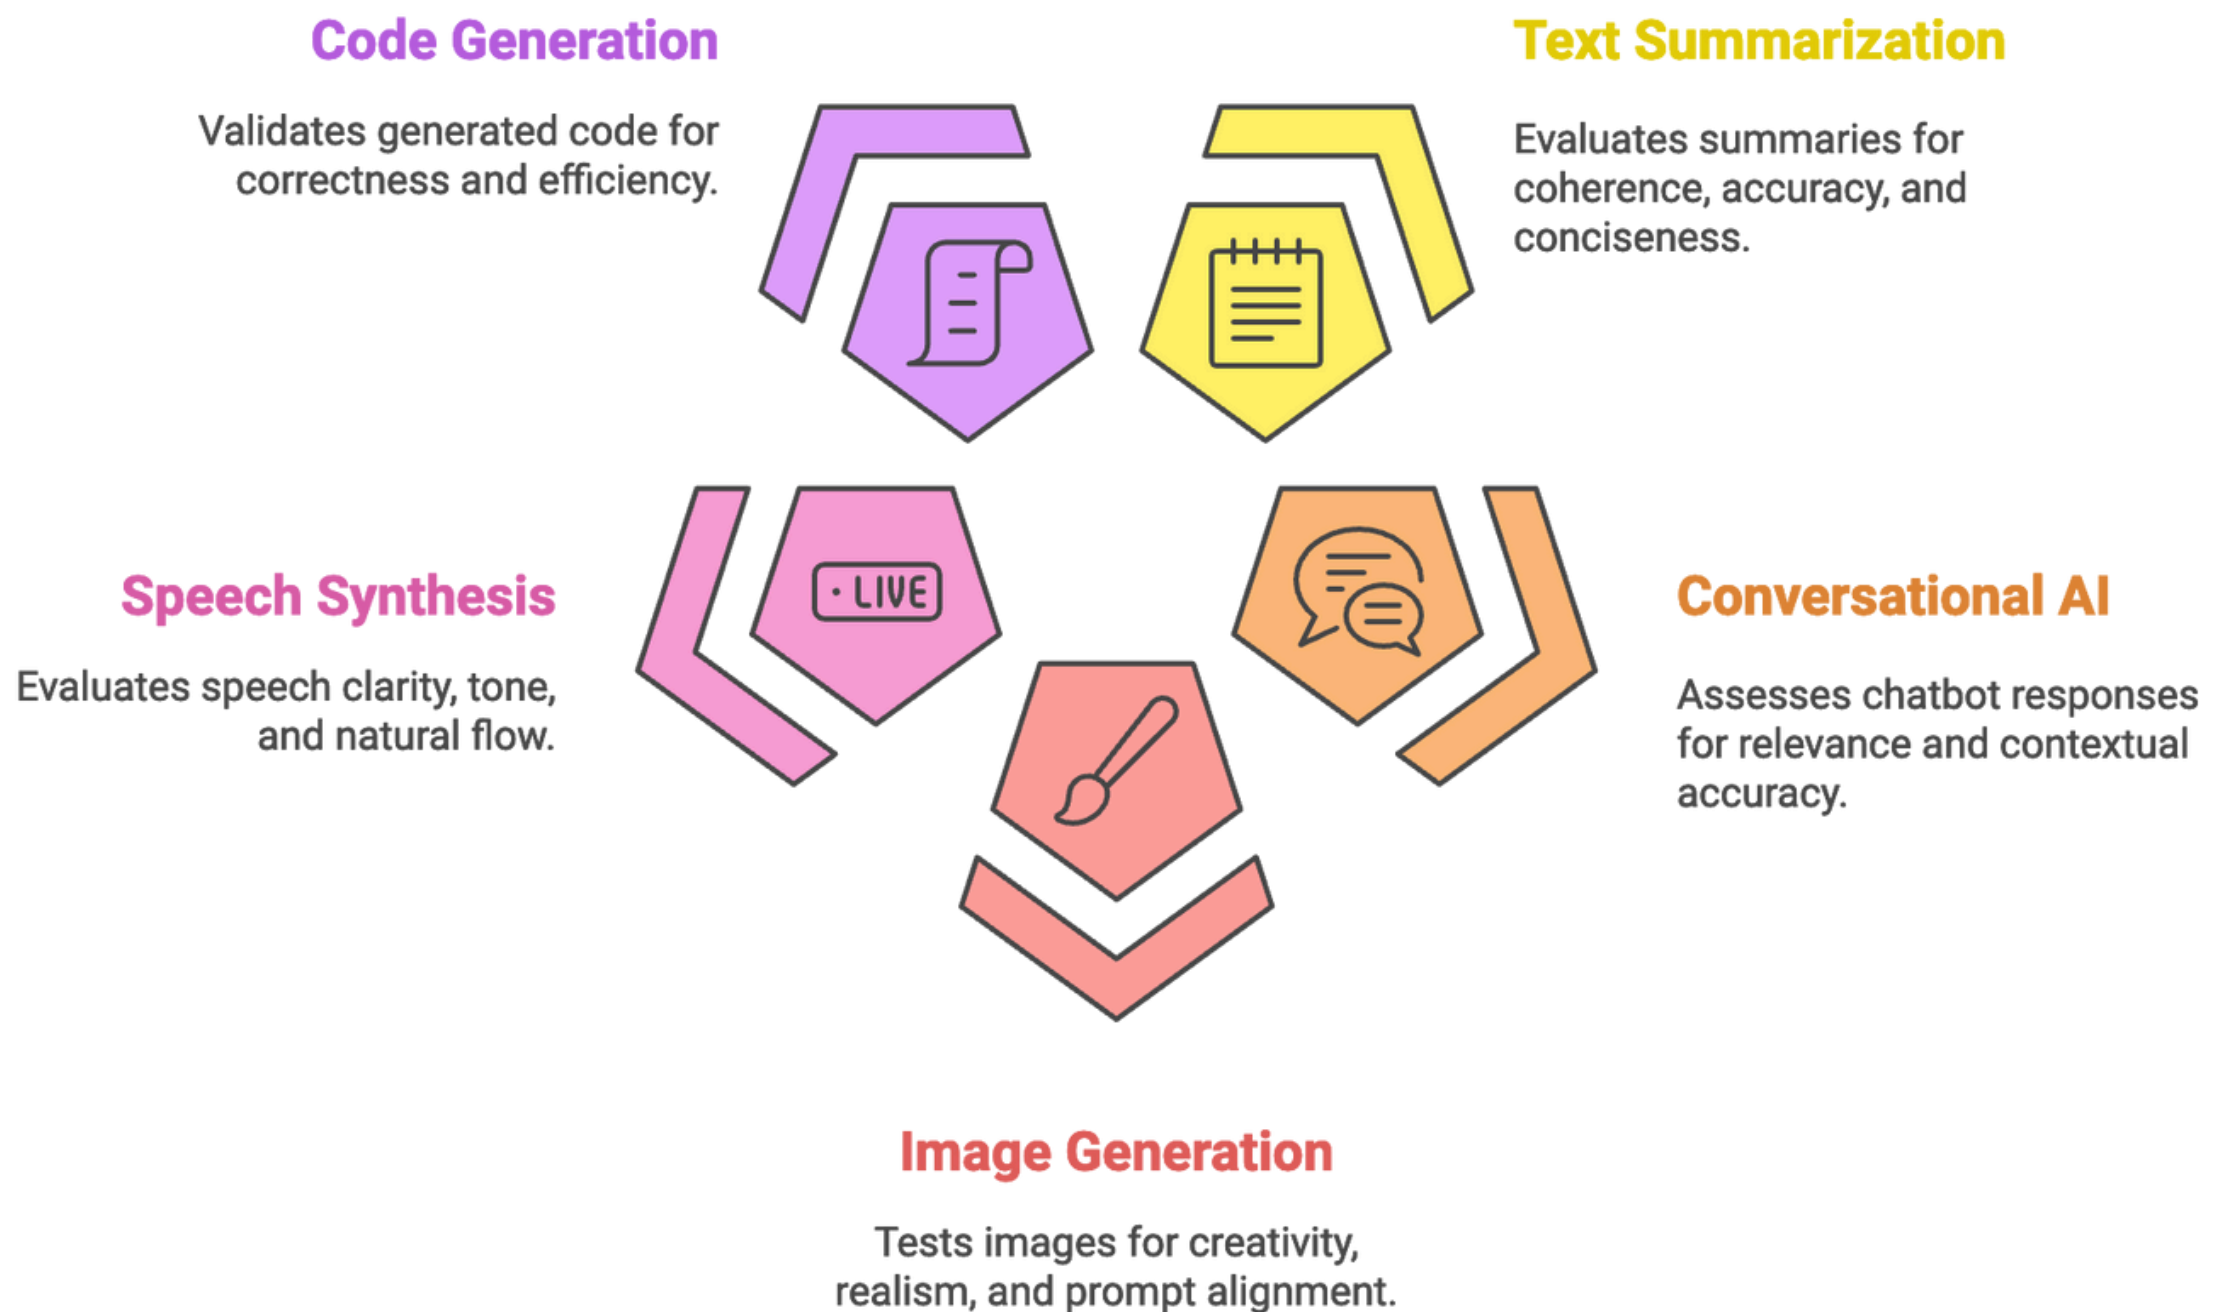 Code Generation
Validates generated code for
correctness and efficiency.
Text Summarization
Evaluates summaries for
coherence, accuracy, and
conciseness.
Speech Synthesis
Evaluates speech clarity, tone,
and natural flow.
LIVE
Conversational AI
Assesses chatbot responses
for relevance and contextual
accuracy.
Image Generation
Tests images for creativity,
realism, and prompt alignment.